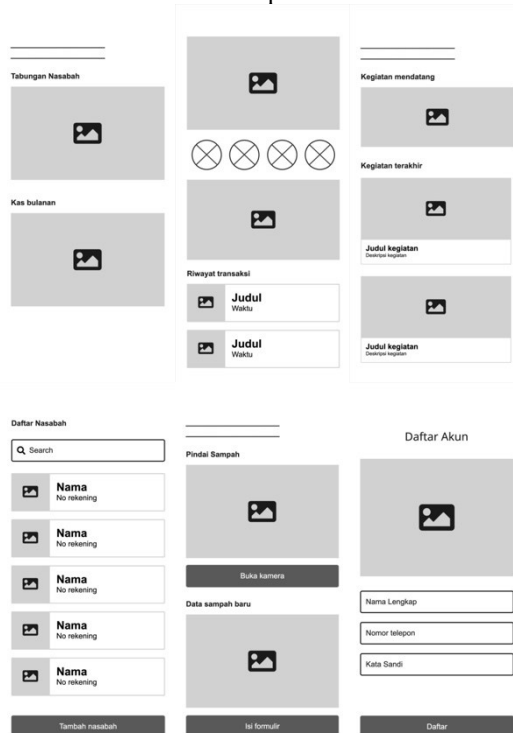 Tabungan Nasabah
Kas bulanan
Riwayat transaksi
Judul
Waktu
Judul
Waktu
Kegiatan mendatang
Kegiatan terakhir
Judul kegiatan
Deskripsi kegiatan
Judul kegiatan
Deskripsi kegiatan
Daftar Nasabah
Search
Nama
No rekening
Nama
No rekening
Nama
No rekening
Nama
No rekening
Nama
No rekening
Tambah nasabah
Pindai Sampah
Buka kamera
Data sampah baru
Isi formulir
Daftar Akun
Nama Lengkap
Nomor telepon
Kata Sandi
Daftar